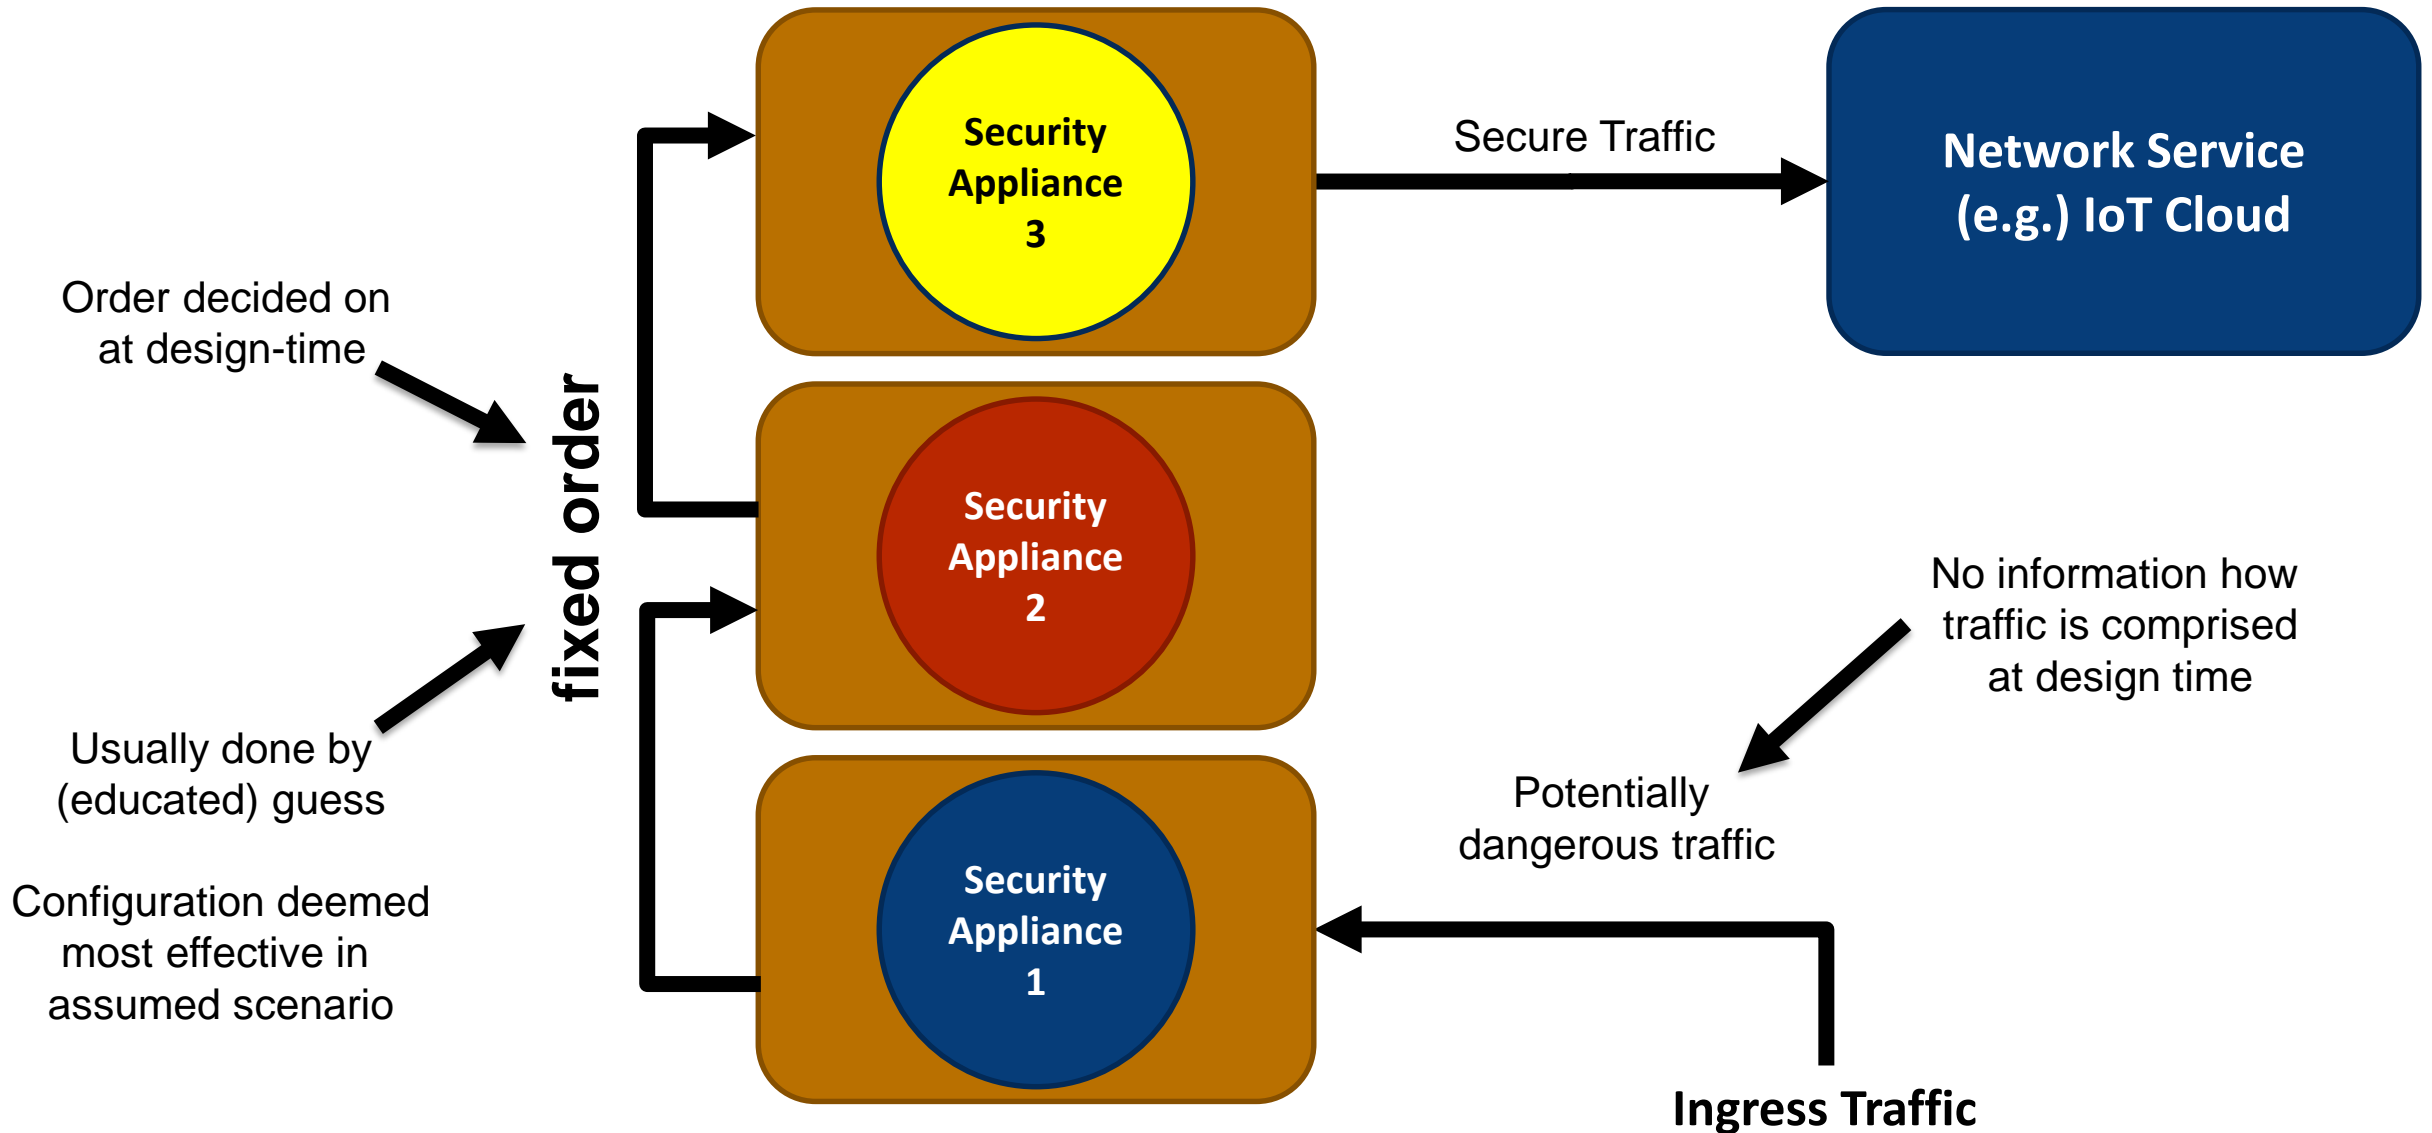 Security
Appliance
3
Secure Traffic
Network Service
(e.g.) IoT Cloud
Order decided on
at design-time
fixed order
Security
Appliance
2
No information how
traffic is comprised
at design time
Usually done by
(educated) guess
Potentially
dangerous traffic
Configuration deemed
most effective in
assumed scenario
Security
Appliance
1
Ingress Traffic